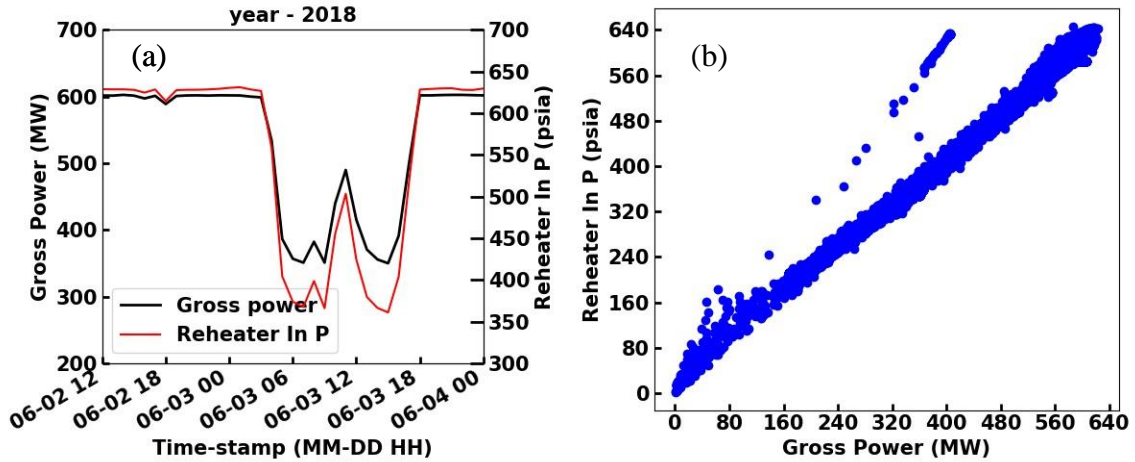 year - 2018
(a)
700
600
500
400
300
200
Gross Power (MW)
700
650
600
550
500
450
400
350
300
Reheater In P (psia)
Gross power
Reheater In P
06-02 12
06-02 18
06-03 00
06-03 06
06-03 12
06-03 18
06-04 00
Time-stamp (MM-DD HH)
(b)
640
560
480
400
320
240
160
80
0
Reheater In P (psia)
0 80 160 240 320 400 480 560 640
Gross Power (MW)